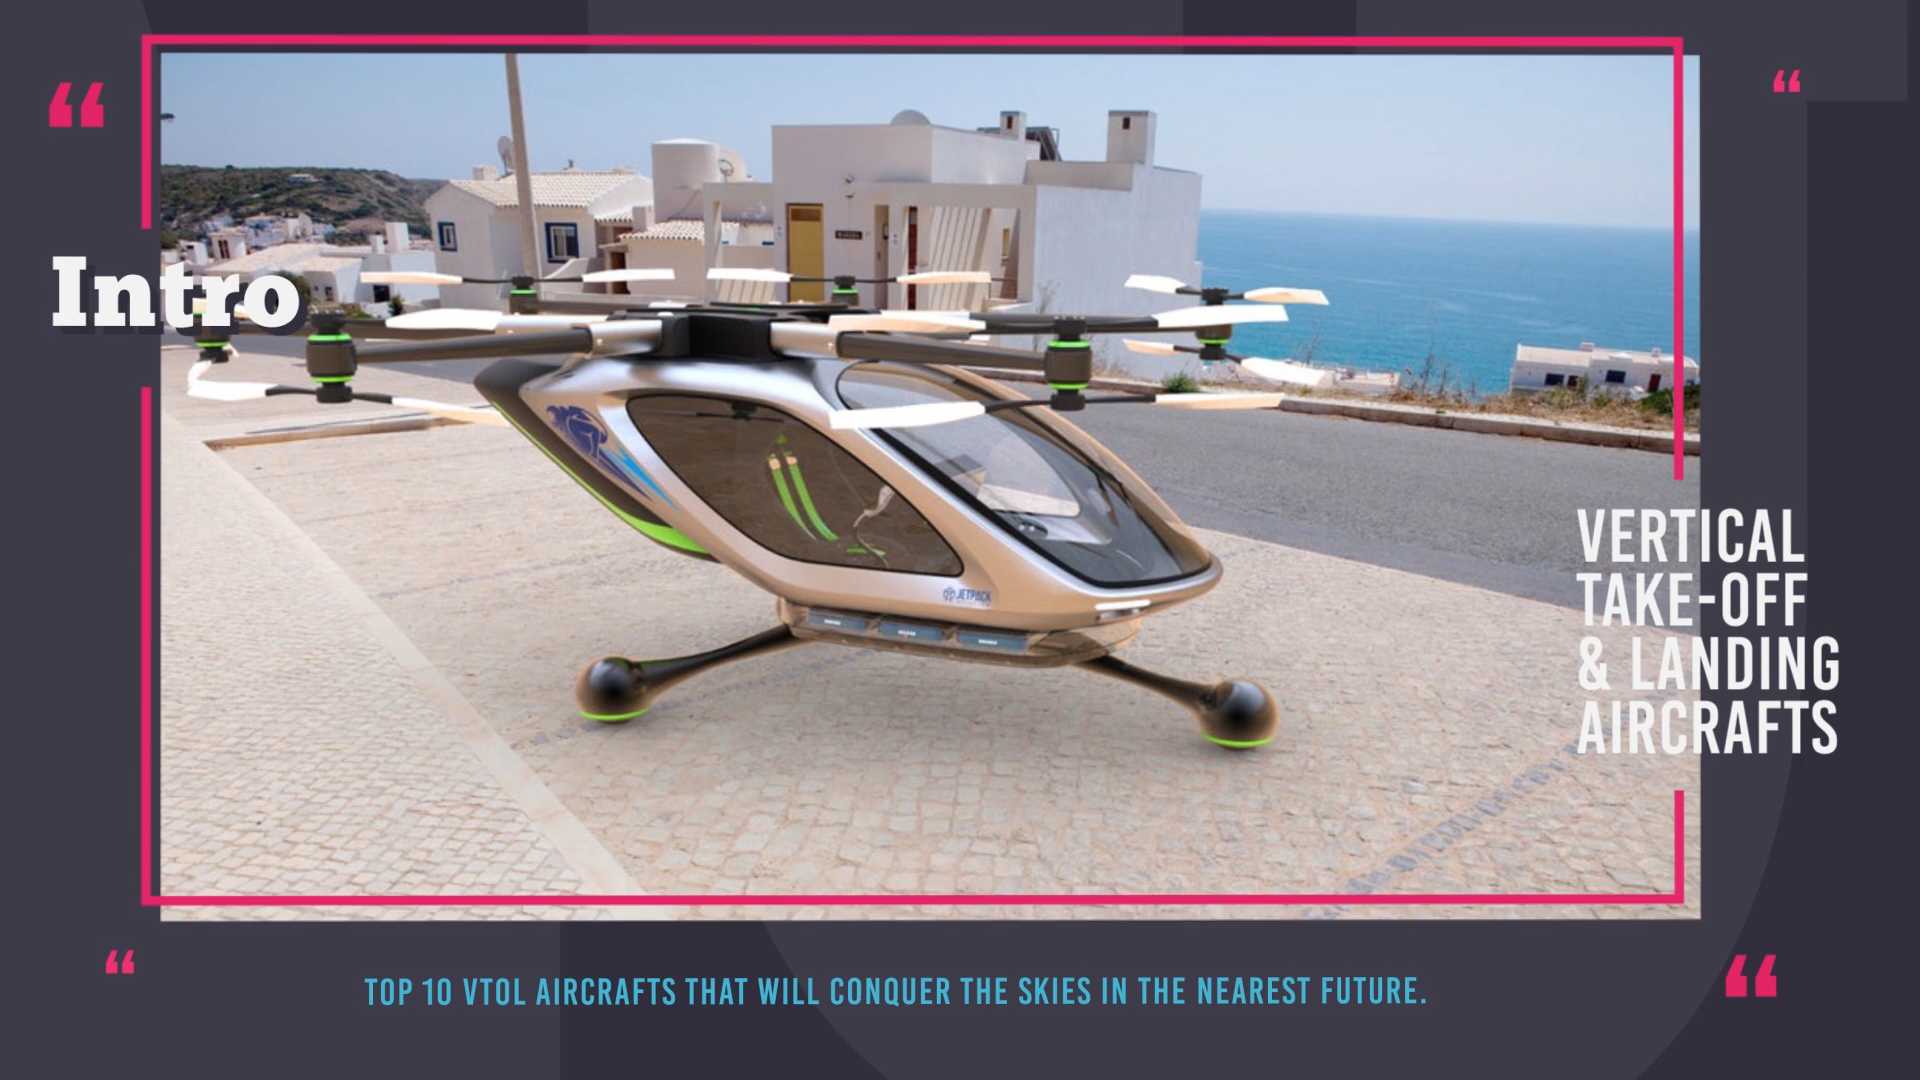 Intro
VERTICAL
TAKE-OFF
& LANDING
AIRCRAFTS
JETPACK
TOP 10 VTOL AIRCRAFTS THAT WILL CONQUER THE SKIES IN THE NEAREST FUTURE.